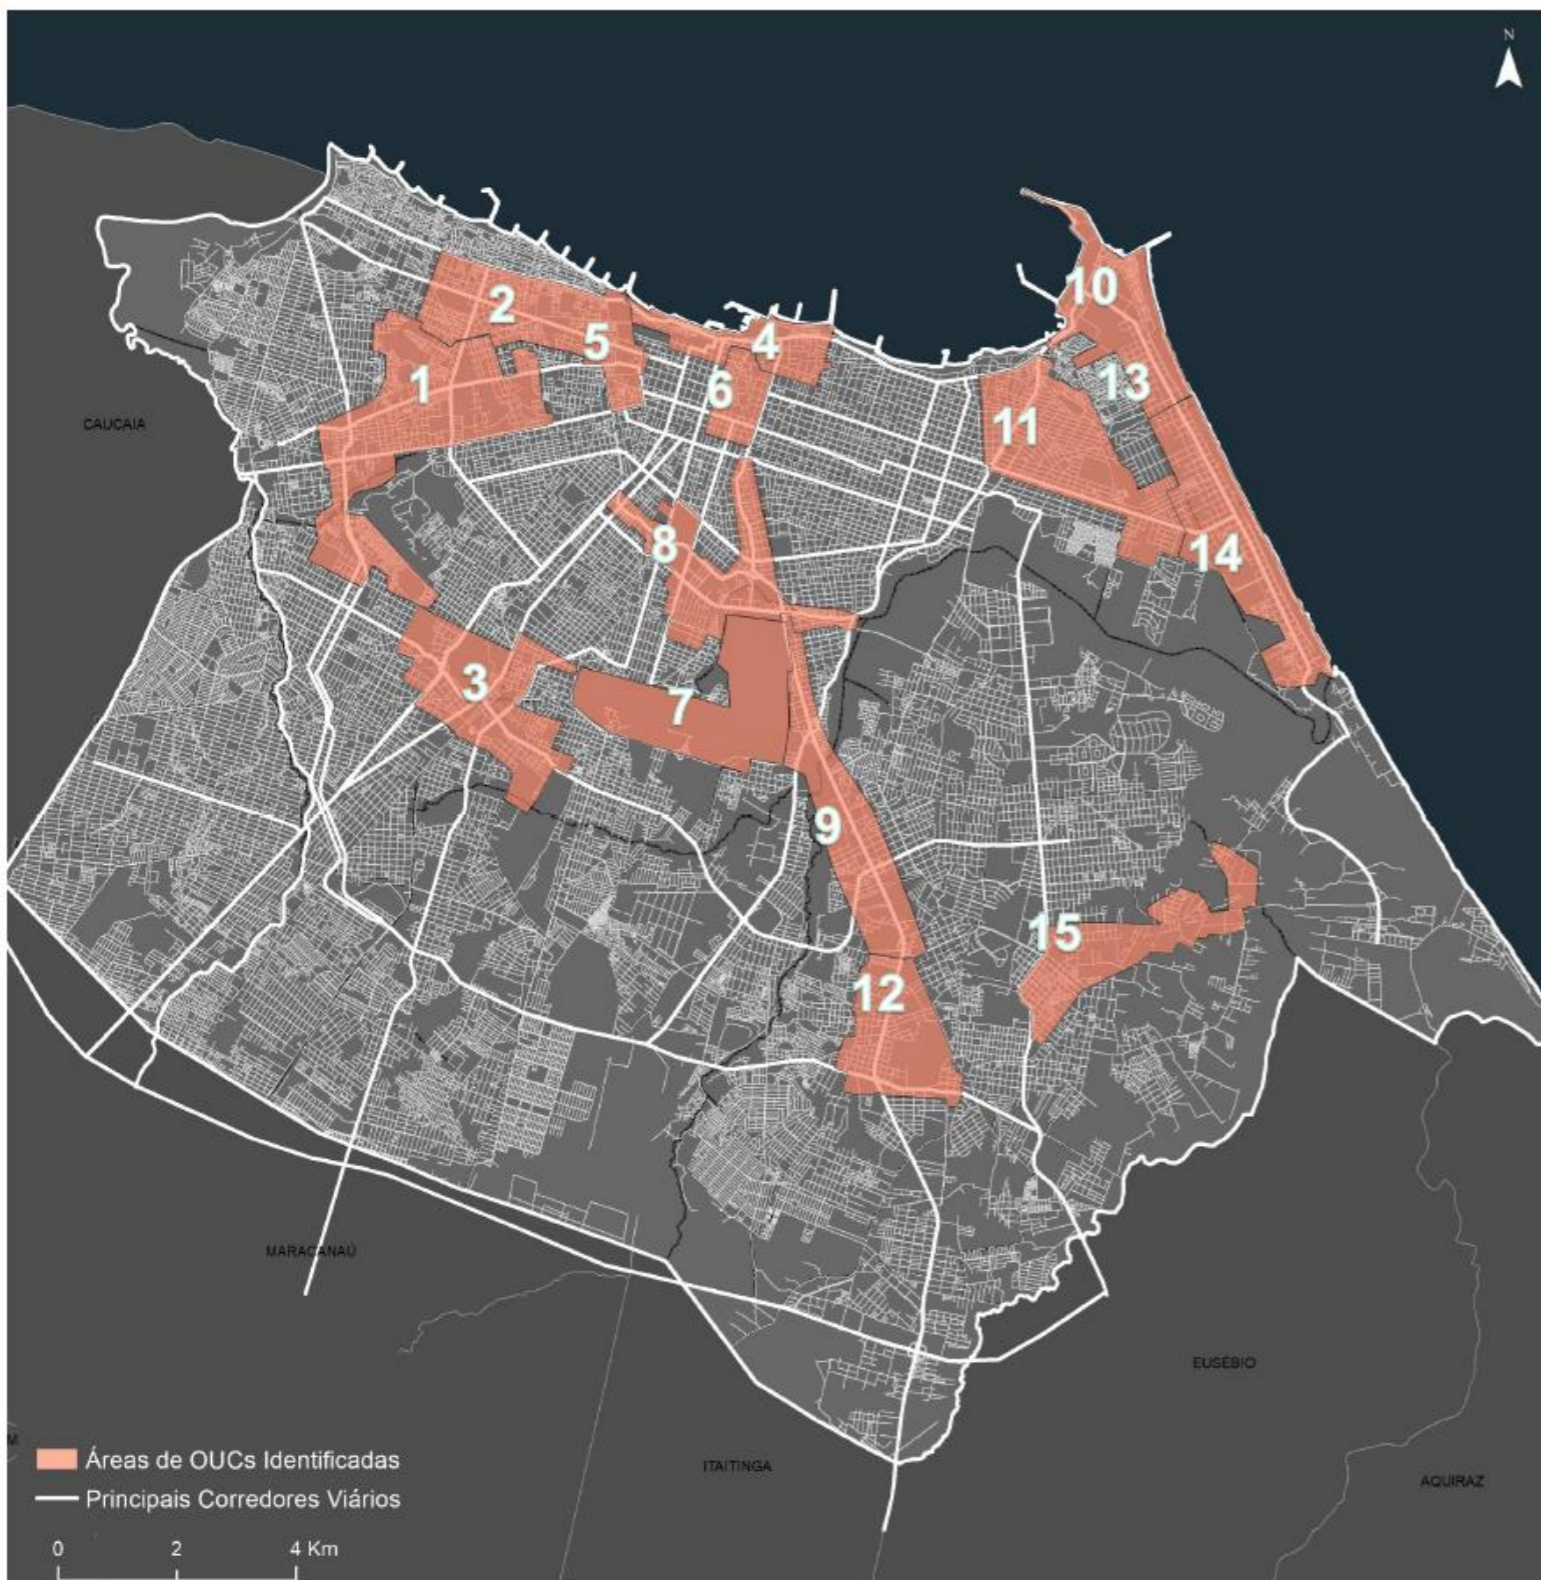 N
10
2
4
5
13
6
1
11
CAUCAIA
8
14
3
7
9
15
12
MARACANAÚ
EUSÉBIO
M
Áreas de OUCs Identificadas
ITAITINGA
AQUIRAZ
Principais Corredores Viários
0 2 4 Km